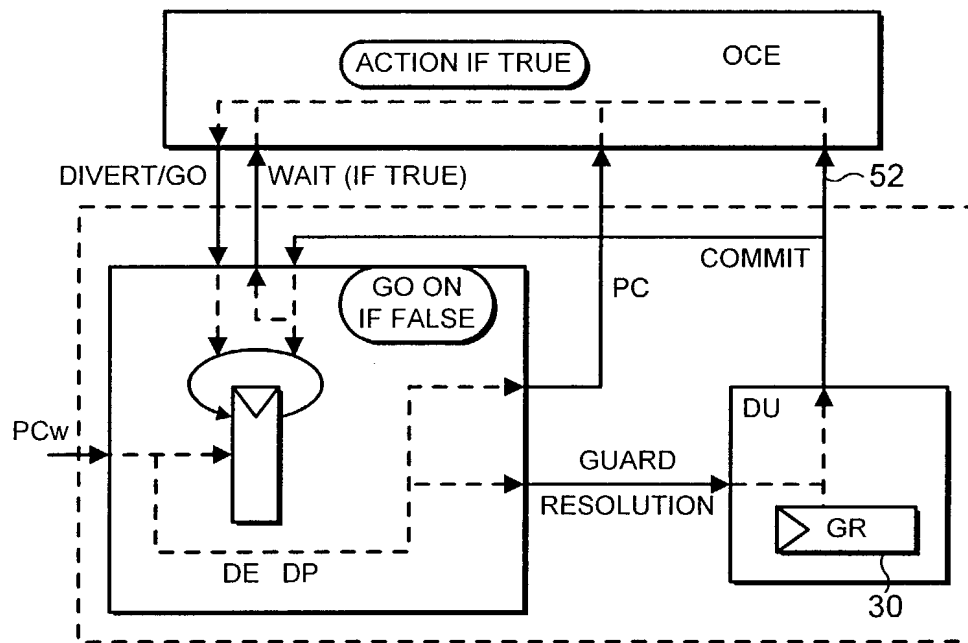 ACTION IF TRUE
OCE
DIVERT/GO
WAIT (IF TRUE)
52
COMMIT
GO ON
IF FALSE
PC
PCw
DU
GUARD
RESOLUTION
GR
DE DP
30